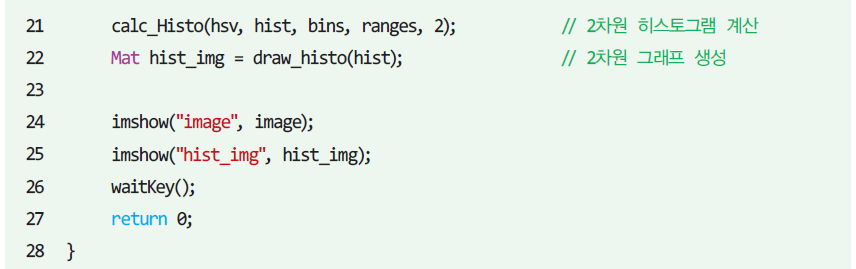 21 calc_Histo(hsv, hist, bins, ranges, 2); // 2차원 히스토그램 계산
22 Mat hist_img = draw_histo(hist); // 2차원 그래프 생성
23
24 imshow("image", image);
25 imshow("hist_img", hist_img);
26 waitKey();
27 return 0;
28 }